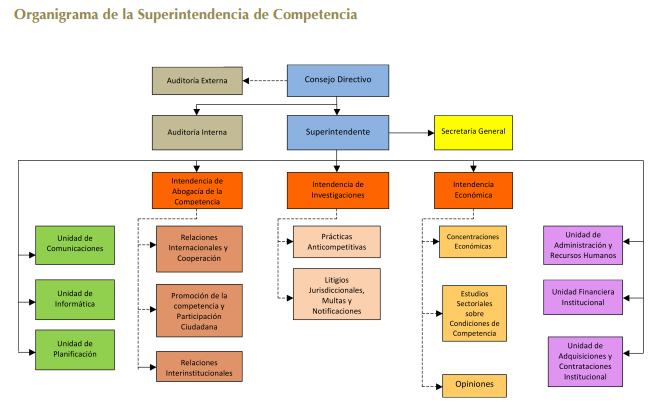 Organigrama de la Superintendencia de Competencia
Auditoría Externa
Consejo Directivo
Auditoría Interna
Superintendente
Secretaría General
Intendencia de
Abogacía de la
Competencia
Intendencia de
Investigaciones
Intendencia
Económica
Unidad de
Comunicaciones
Unidad de
Informática
Unidad de
Planificación
Relaciones
Internacionales y
Cooperación
Promoción de la
competencia y
Participación
Ciudadana
Relaciones
Interinstitucionales
Prácticas
Anticompetitivas
Litigios
Jurisdiccionales,
Multas y
Notificaciones
Concentraciones
Económicas
Estudios
Sectoriales
sobre
Condiciones de
Competencia
Opiniones
Unidad de
Administración y
Recursos Humanos
Unidad Financiera
Institucional
Unidad de
Adquisiciones y
Contrataciones
Institucional